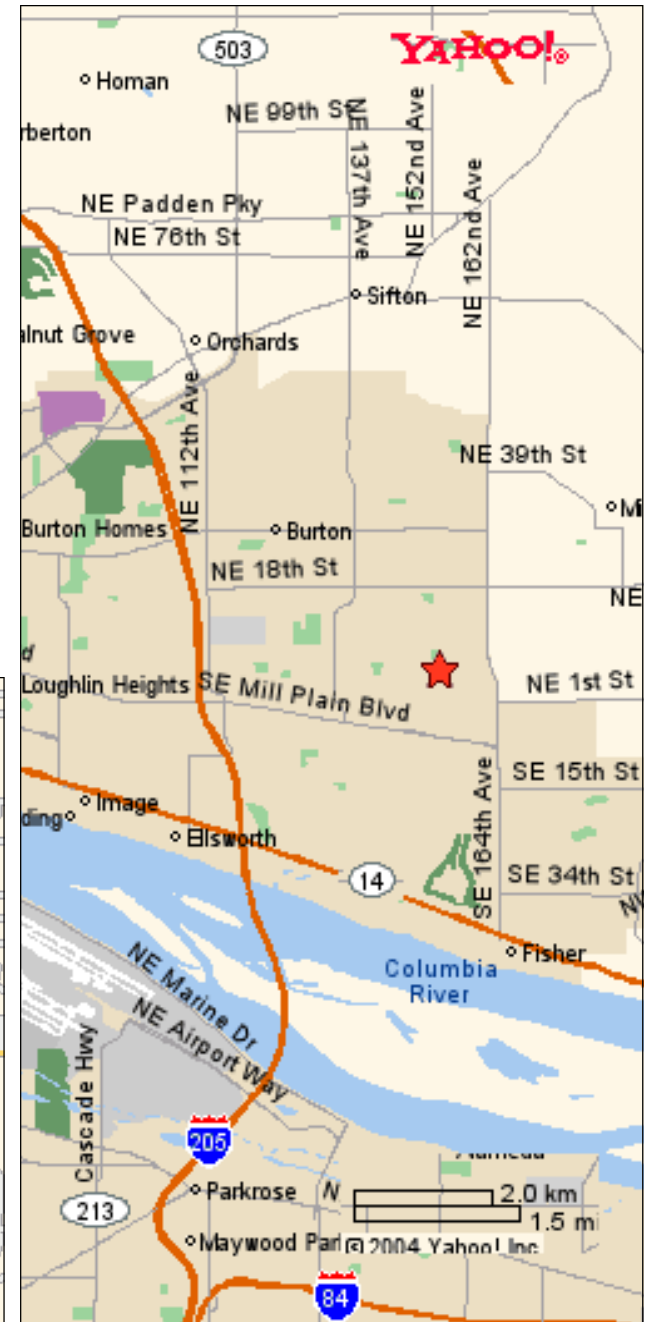 503
YAHOO!®
Homan
NE 99th St
rberton
NE 137th Ave
NE 152nd Ave
NE 162nd Ave
NE Padden Pky
NE 76th St
Sifton
alnut Grove
Orchards
NE 112th Ave
NE 39th St
Mi
Burton Homes
Burton
NE 18th St
NE
d
Loughlin Heights
SE Mill Plain Blvd
NE 1st St
SE 164th Ave
SE 15th St
Image
ding
Ellsworth
14
SE 34th St
Fisher
Columbia
River
NE Marine Dr
NE Airport Way
Cascade Hwy
205
Parkrose
N
2.0 km
1.5 mi
213
Maywood Par
© 2004 Yahoo! Inc
84